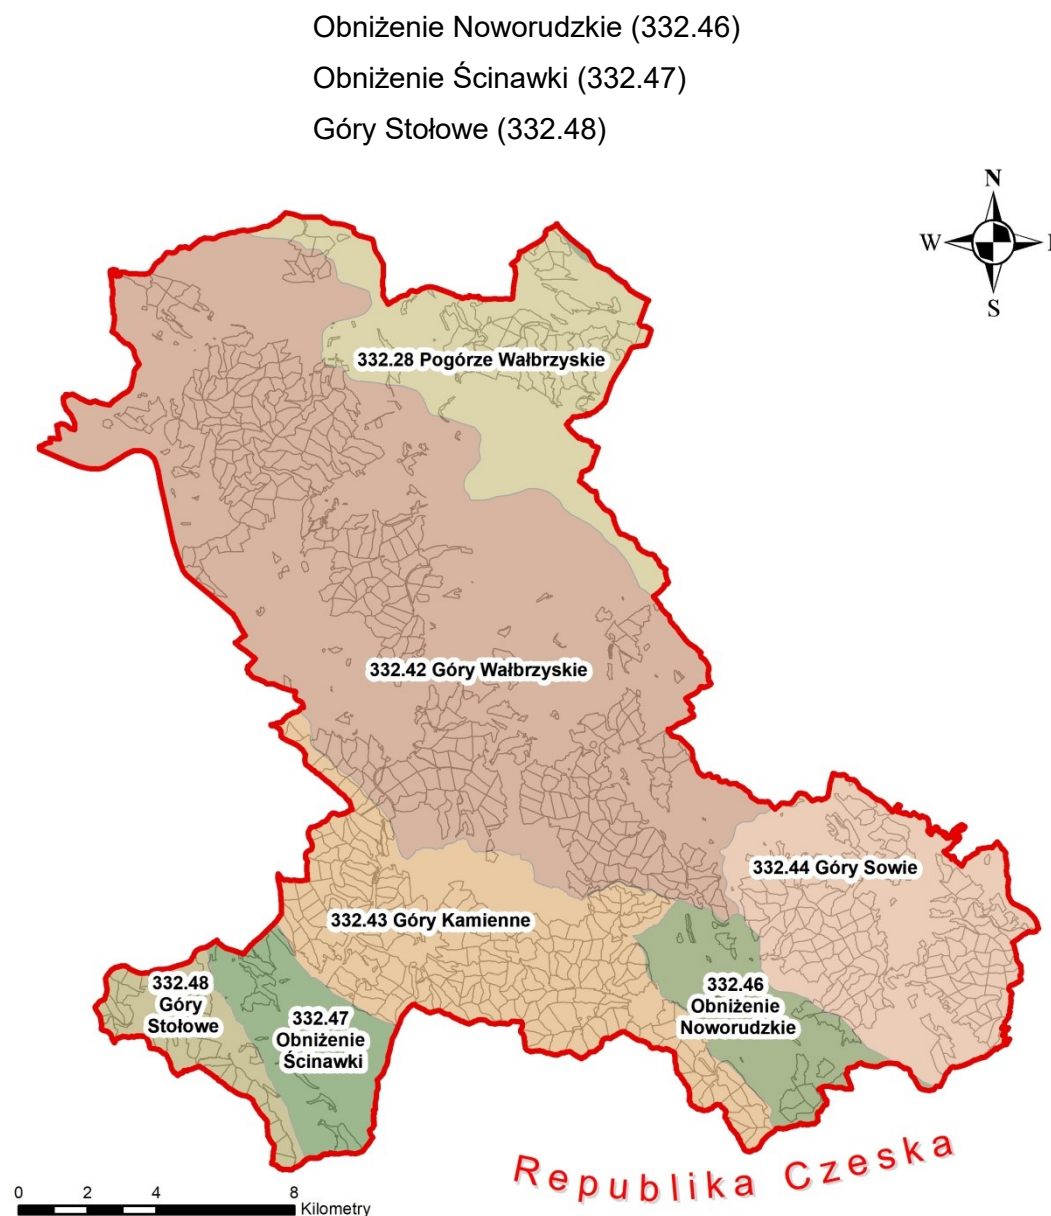 Obniżenie Noworudzkie (332.46)
Obniżenie Ścinawki (332.47)
Góry Stołowe (332.48)
N
W
S
332.28 Pogórze Wałbrzyskie
332.42 Góry Wałbrzyskie
332.44 Góry Sowie
332.43 Góry Kamienne
332.48
Góry
Stołowe
332.47
Obniżenie
Ścinawki
332.46
Obniżenie
Noworudzkie
Republika Czeska
0 2 4 8
Kilometry